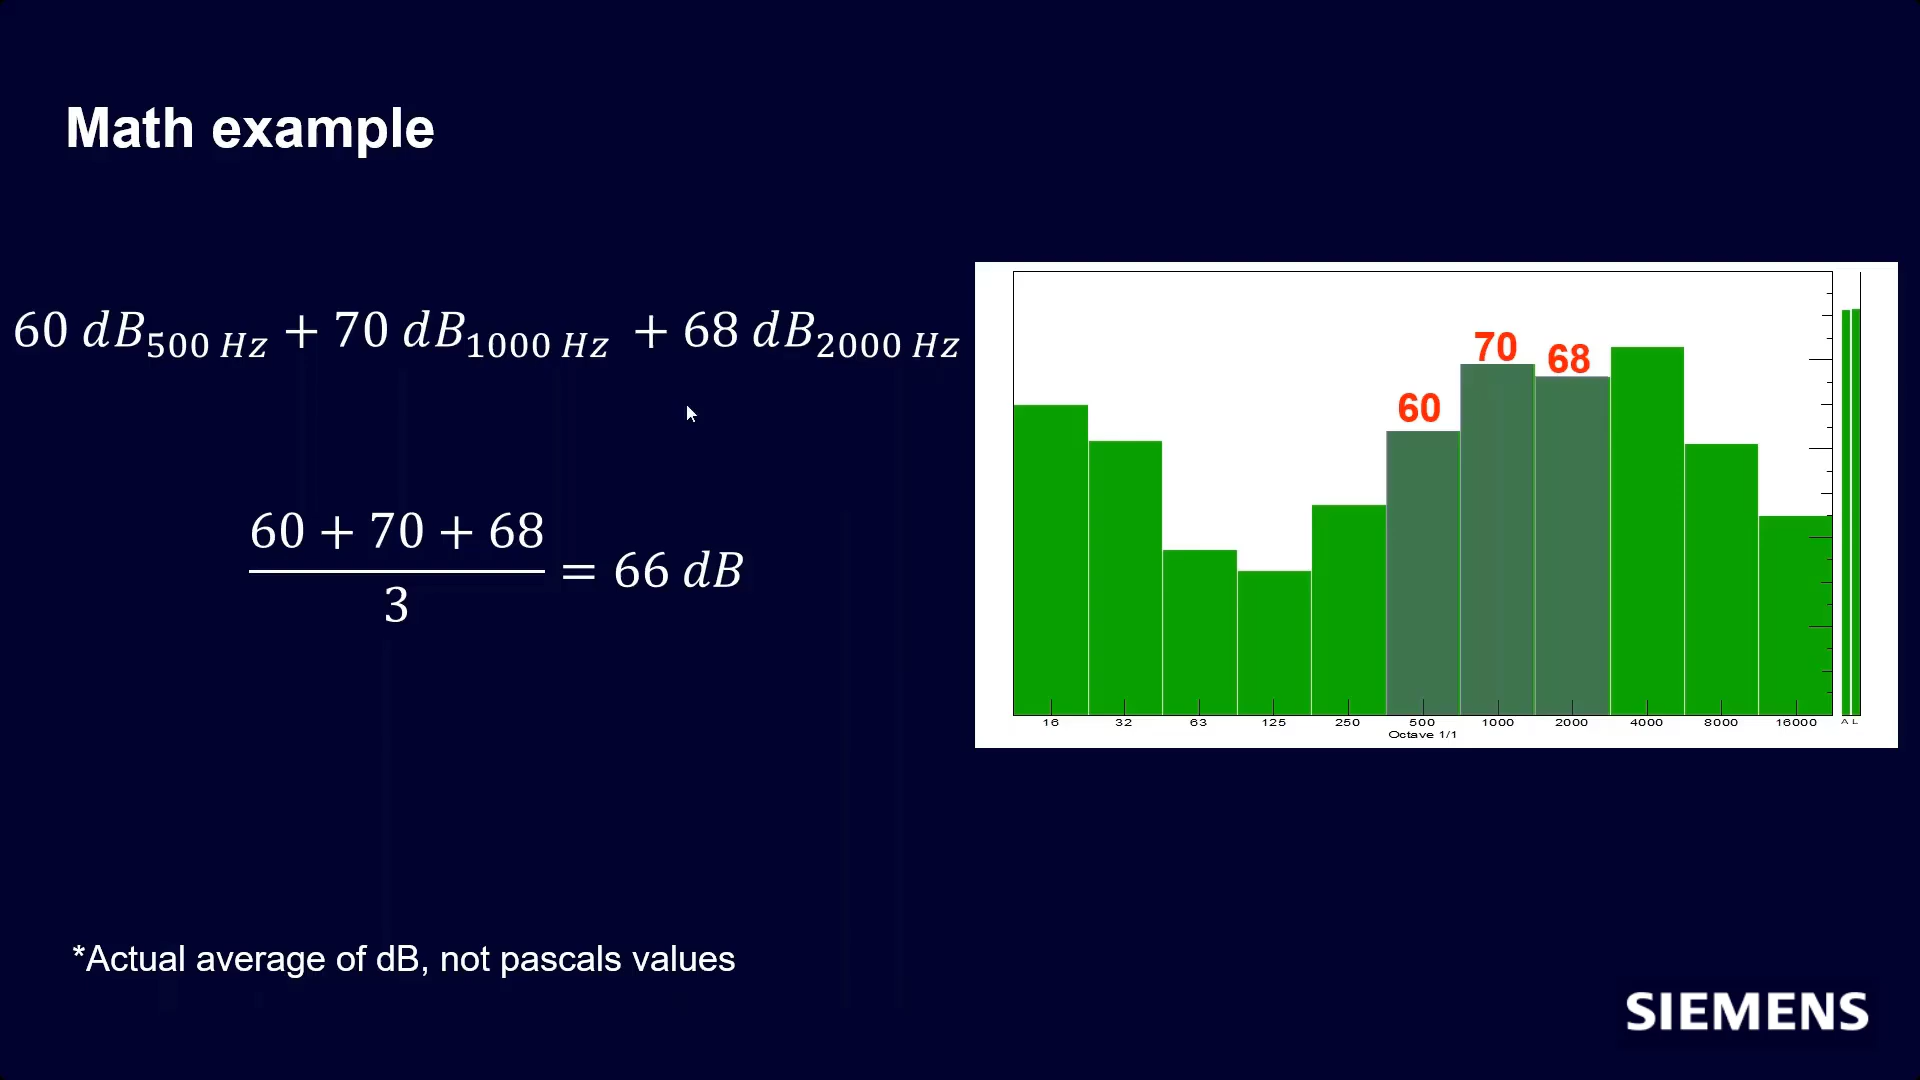 Math example
60 dB500 Hz + 70 dB1000 Hz + 68 dB2000 Hz
60 + 70 + 68
3
= 66 dB
*Actual average of dB, not pascals values
60
70
68
16 32 63 125 250 500 1000 2000 4000 8000 16000 A L
Octave 1/1
SIEMENS